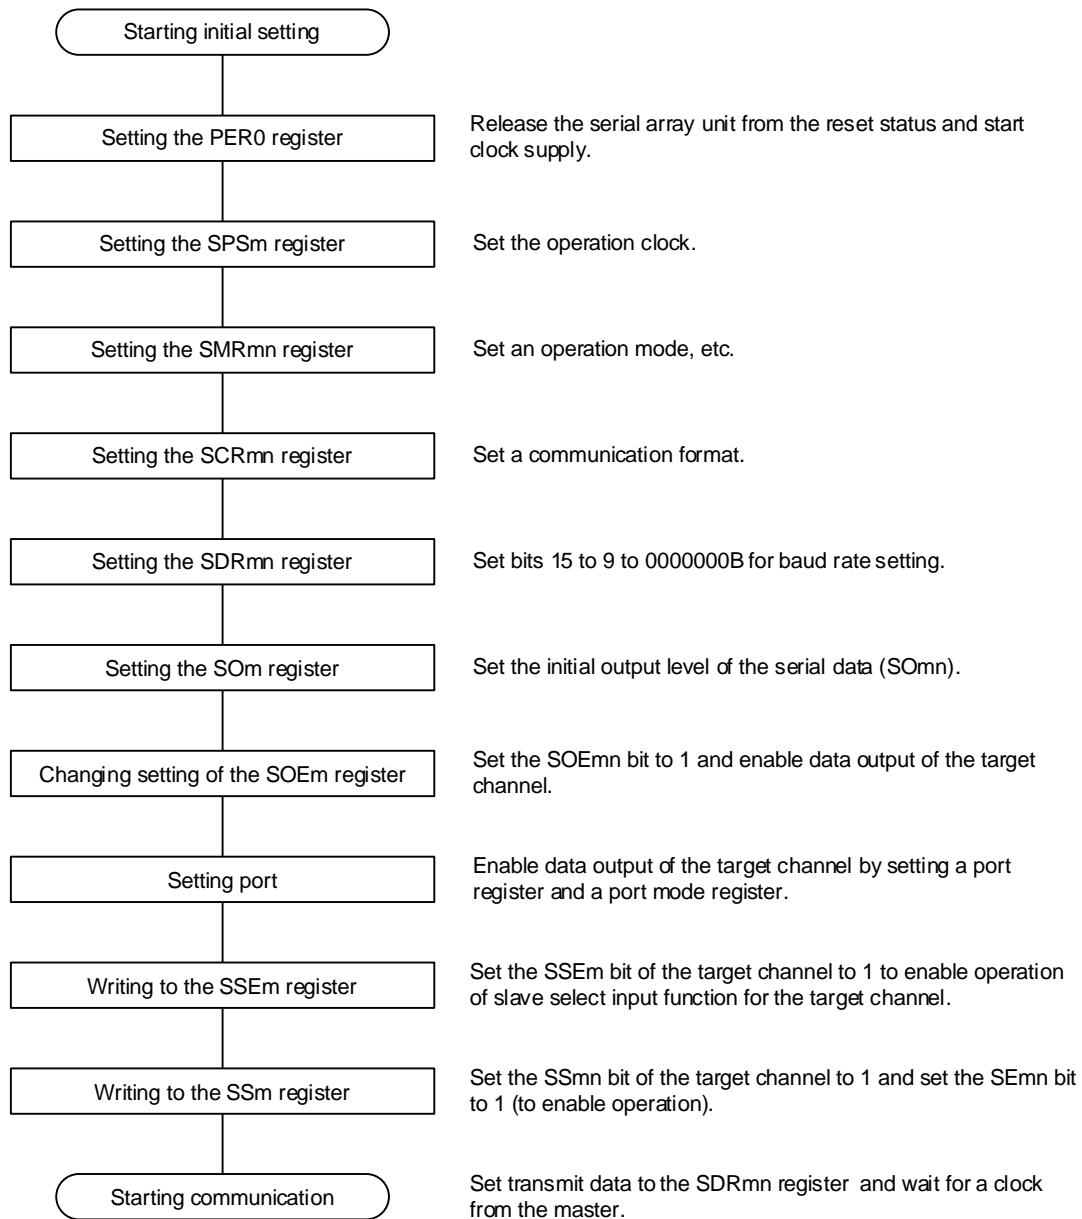 Starting initial setting
Setting the PER0 register
Release the serial array unit from the reset status and start
clock supply.
Setting the SPSm register
Set the operation clock.
Setting the SMRmn register
Set an operation mode, etc.
Setting the SCRmn register
Set a communication format.
Setting the SDRmn register
Set bits 15 to 9 to 0000000B for baud rate setting.
Setting the SOm register
Set the initial output level of the serial data (SOmn).
Changing setting of the SOEm register
Set the SOEmn bit to 1 and enable data output of the target
channel.
Setting port
Enable data output of the target channel by setting a port
register and a port mode register.
Writing to the SSEm register
Set the SSEm bit of the target channel to 1 to enable operation
of slave select input function for the target channel.
Writing to the SSm register
Set the SSmn bit of the target channel to 1 and set the SEmn bit
to 1 (to enable operation).
Starting communication
Set transmit data to the SDRmn register and wait for a clock
from the master.